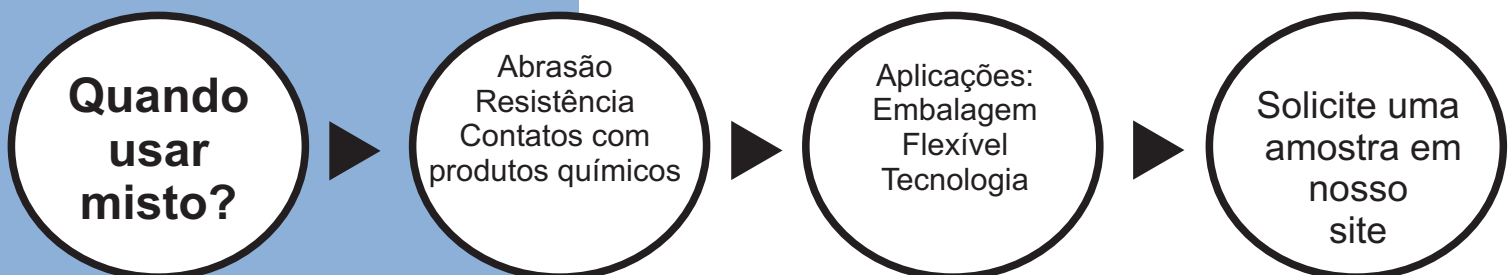 Quando
usar
misto?
Abrasão
Resistência
Contatos com
produtos químicos
Aplicações:
Embalagem
Flexível
Tecnologia
Solicite uma
amostra em
nosso
site